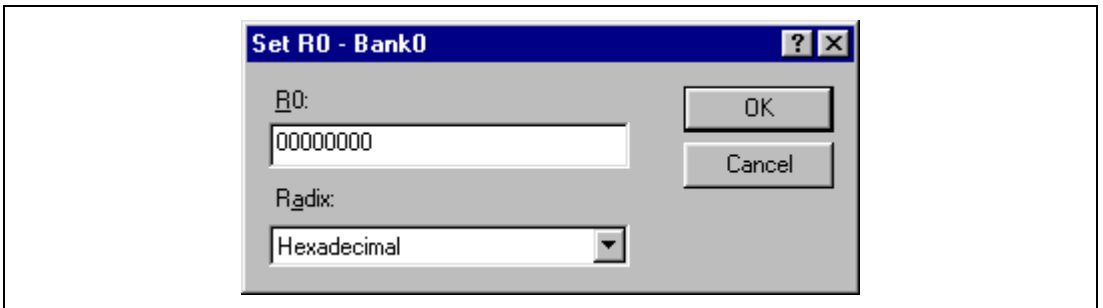 Set R0 - Bank0
R0:
00000000
OK
Cancel
Radix:
Hexadecimal